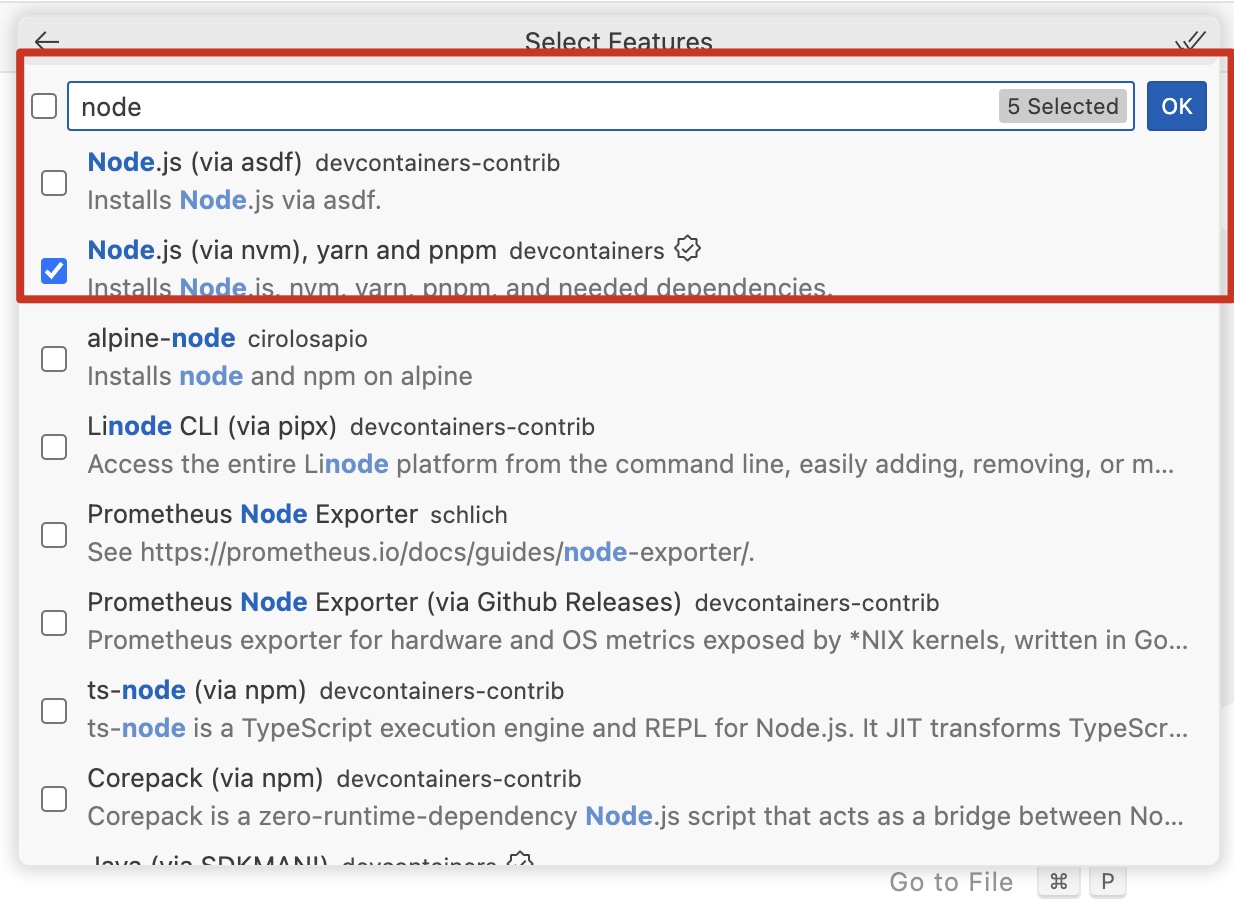 Select Features
node
5 Selected
OK
Node.js (via asdf) devcontainers-contrib
Installs Node.js via asdf.
Node.js (via nvm), yarn and pnpm devcontainers
Installs Node.js, nvm, yarn, pnpm, and needed dependencies.
alpine-node cirolosapio
Installs node and npm on alpine
Linode CLI (via pipx) devcontainers-contrib
Access the entire Linode platform from the command line, easily adding, removing, or m...
Prometheus Node Exporter schlich
See https://prometheus.io/docs/guides/node-exporter/.
Prometheus Node Exporter (via Github Releases) devcontainers-contrib
Prometheus exporter for hardware and OS metrics exposed by *NIX kernels, written in Go...
ts-node (via npm) devcontainers-contrib
ts-node is a TypeScript execution engine and REPL for Node.js. It JIT transforms TypeScr...
Corepack (via npm) devcontainers-contrib
Corepack is a zero-runtime-dependency Node.js script that acts as a bridge between No...
Java (via SDKMAN!) devcontainers
Go to File ⌘ P